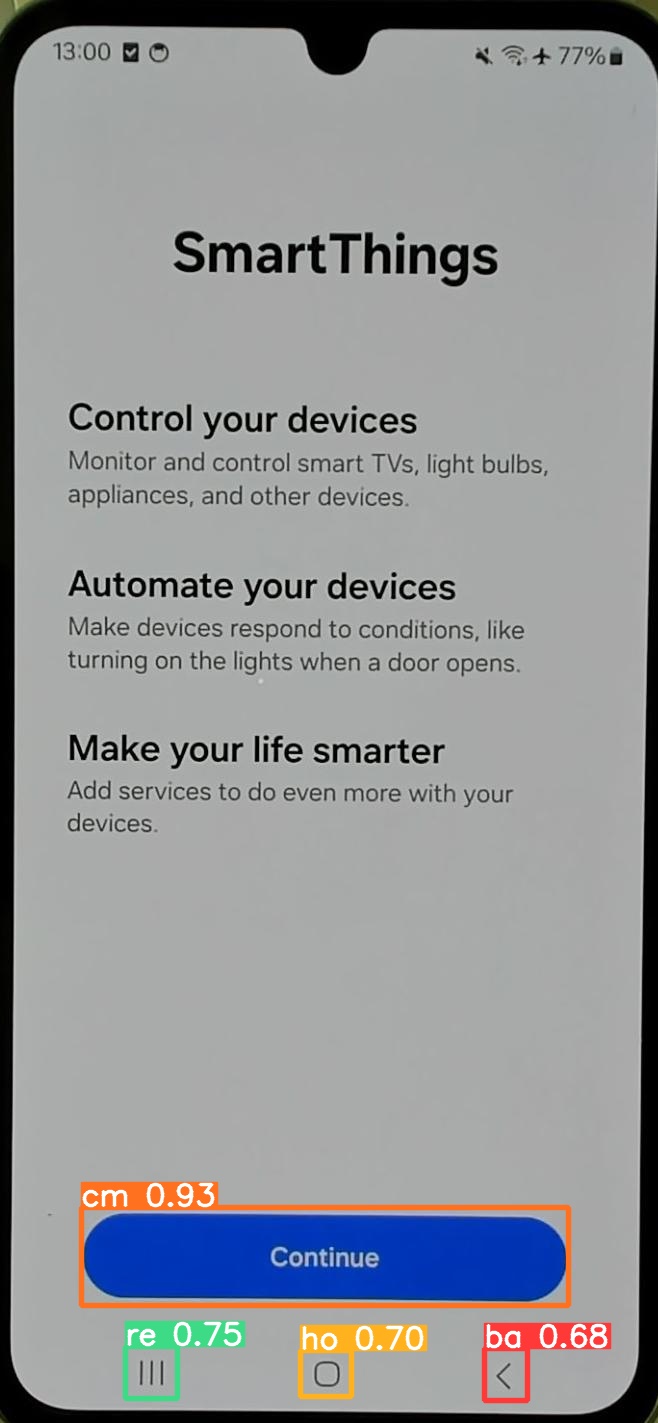 13:00
77%
SmartThings
Control your devices
Monitor and control smart TVs, light bulbs,
appliances, and other devices.
Automate your devices
Make devices respond to conditions, like
turning on the lights when a door opens.
Make your life smarter
Add services to do even more with your
devices.
cm 0.93
Continue
re 0.75
ho 0.70
ba 0.68